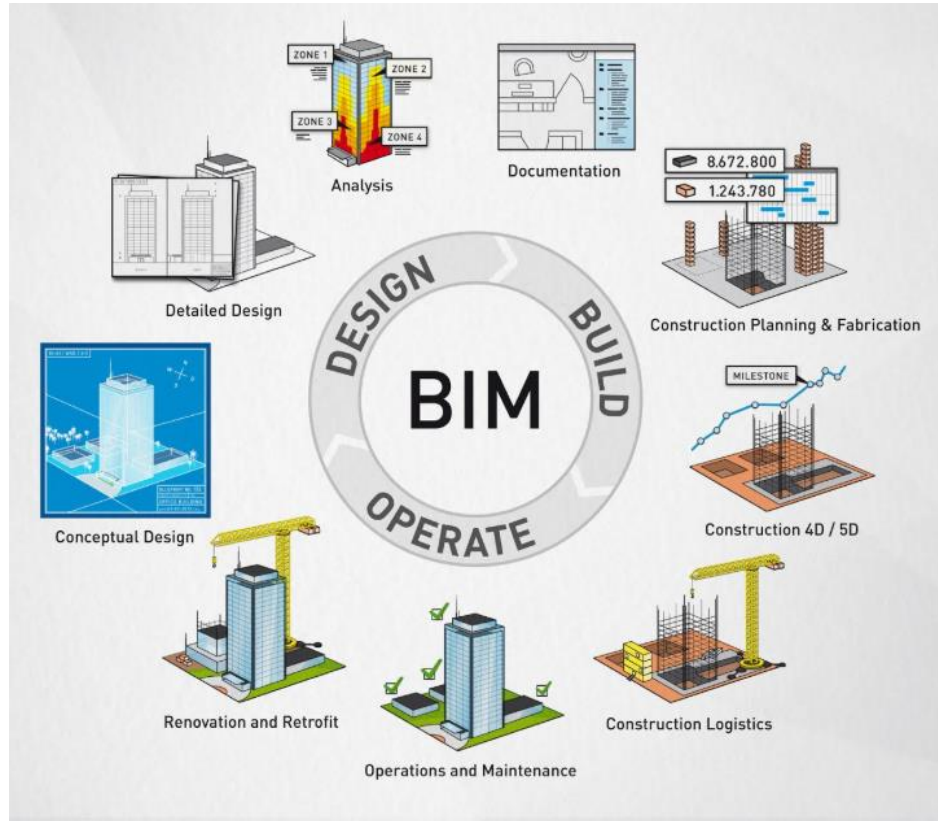 ZONE 1
ZONE 2
ZONE 3
ZONE 4
Analysis
Documentation
8.672.800
1.243.780
Detailed Design
Construction Planning & Fabrication
DESIGN
BUILD
OPERATE
BIM
MILESTONE
Conceptual Design
Construction 4D / 5D
Renovation and Retrofit
Operations and Maintenance
Construction Logistics